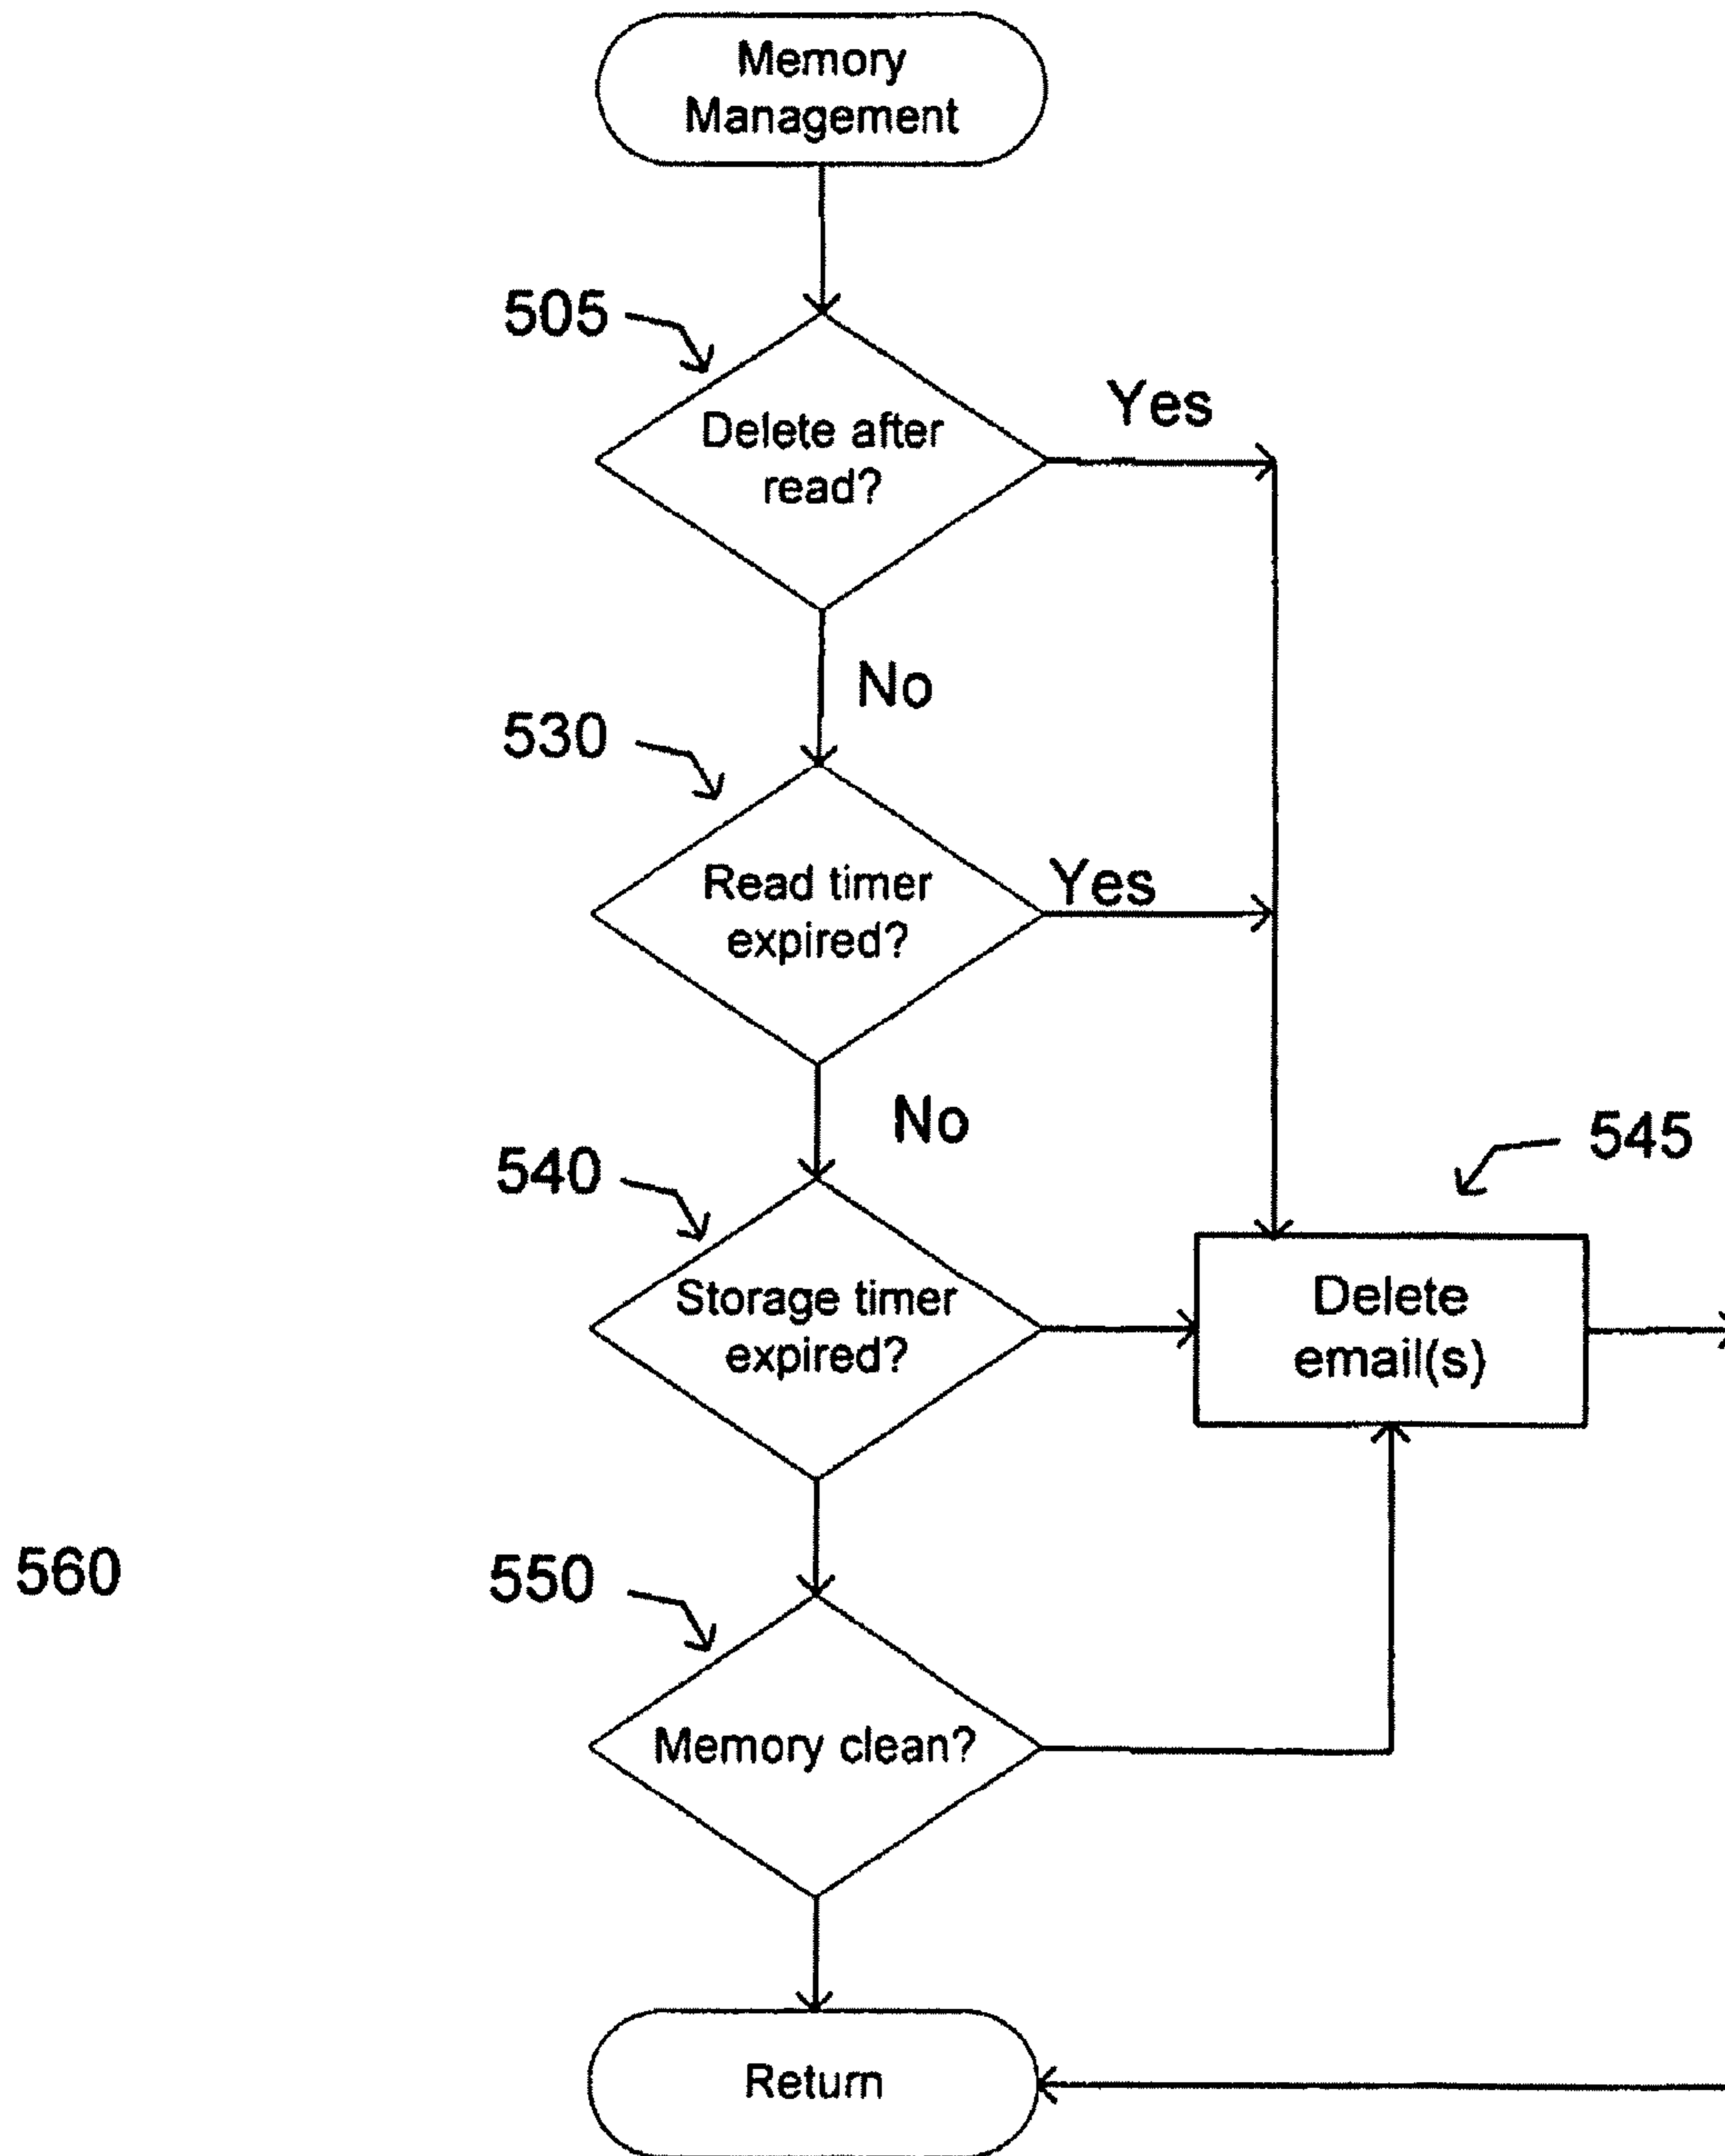 Memory
Management
505
Delete after
read?
Yes
No
530
Read timer
expired?
Yes
No
540
545
Storage timer
expired?
Delete
email(s)
560
550
Memory clean?
Return